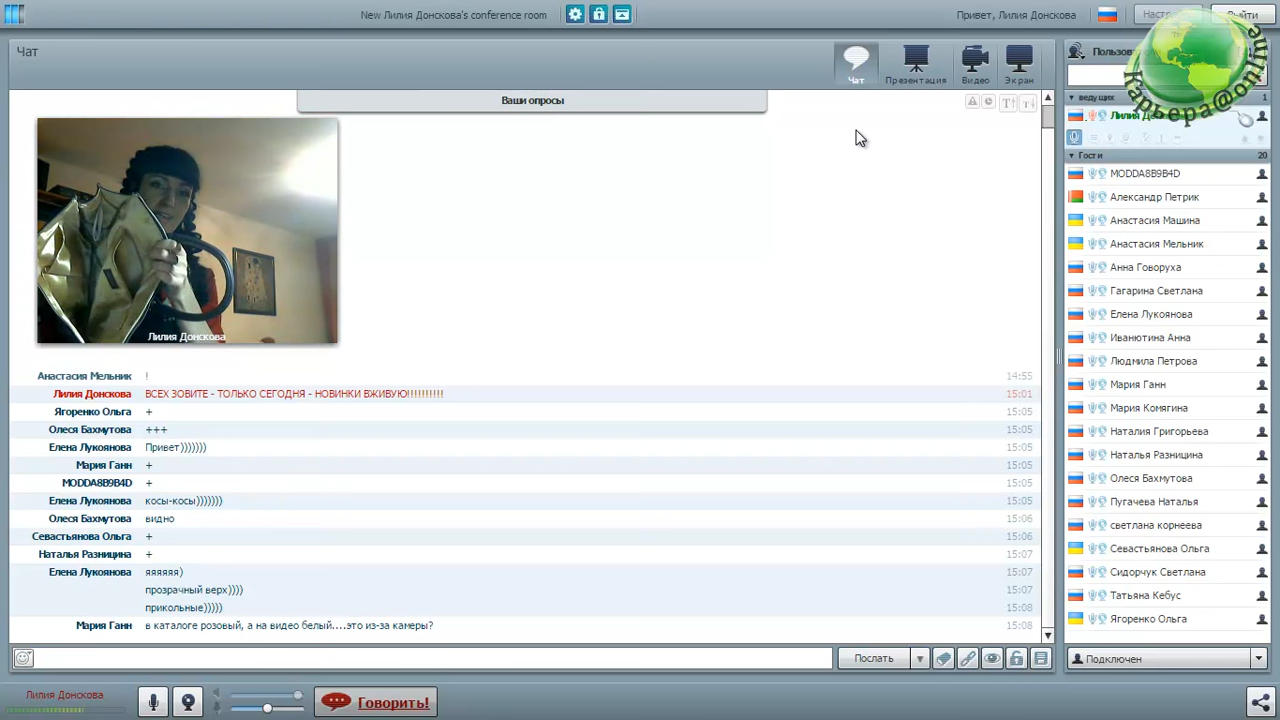 New Лилия Донскова's conference room
Привет, Лилия Донскова
Выйти
Чат
Чат
Презентация
Видео
Экран
Карьера@online
Ваши опросы
Лилия Донскова
Анастасия Мельник ! 14:55
Лилия Донскова ВСЕХ ЗОВИТЕ - ТОЛЬКО СЕГОДНЯ - НОВИНКИ ВЖИВУЮ!!!!!!!!!! 15:01
Ягоренко Ольга + 15:05
Олеся Бахмутова +++ 15:05
Елена Лукоянова Привет))))))) 15:05
Мария Ганн + 15:05
MODDA8B9B4D + 15:05
Елена Лукоянова косы-косы))))))) 15:05
Олеся Бахмутова видно 15:06
Севастьянова Ольга + 15:06
Наталья Разницина + 15:07
Елена Лукоянова яяяяяя) 15:07
прозрачный верх)))) 15:07
прикольные))))) 15:08
Мария Ганн в каталоге розовый, а на видео белый....это из-за камеры? 15:08
Послать
Лилия Донскова
Говорить!
ведущих 1
Гости 20
MODDA8B9B4D
Александр Петрик
Анастасия Машина
Анастасия Мельник
Анна Говоруха
Гагарина Светлана
Елена Лукоянова
Иванютина Анна
Людмила Петрова
Мария Ганн
Мария Комягина
Наталия Григорьева
Наталья Разницина
Олеся Бахмутова
Пугачева Наталья
светлана корнеева
Севастьянова Ольга
Сидорчук Светлана
Татьяна Кебус
Ягоренко Ольга
Подключен